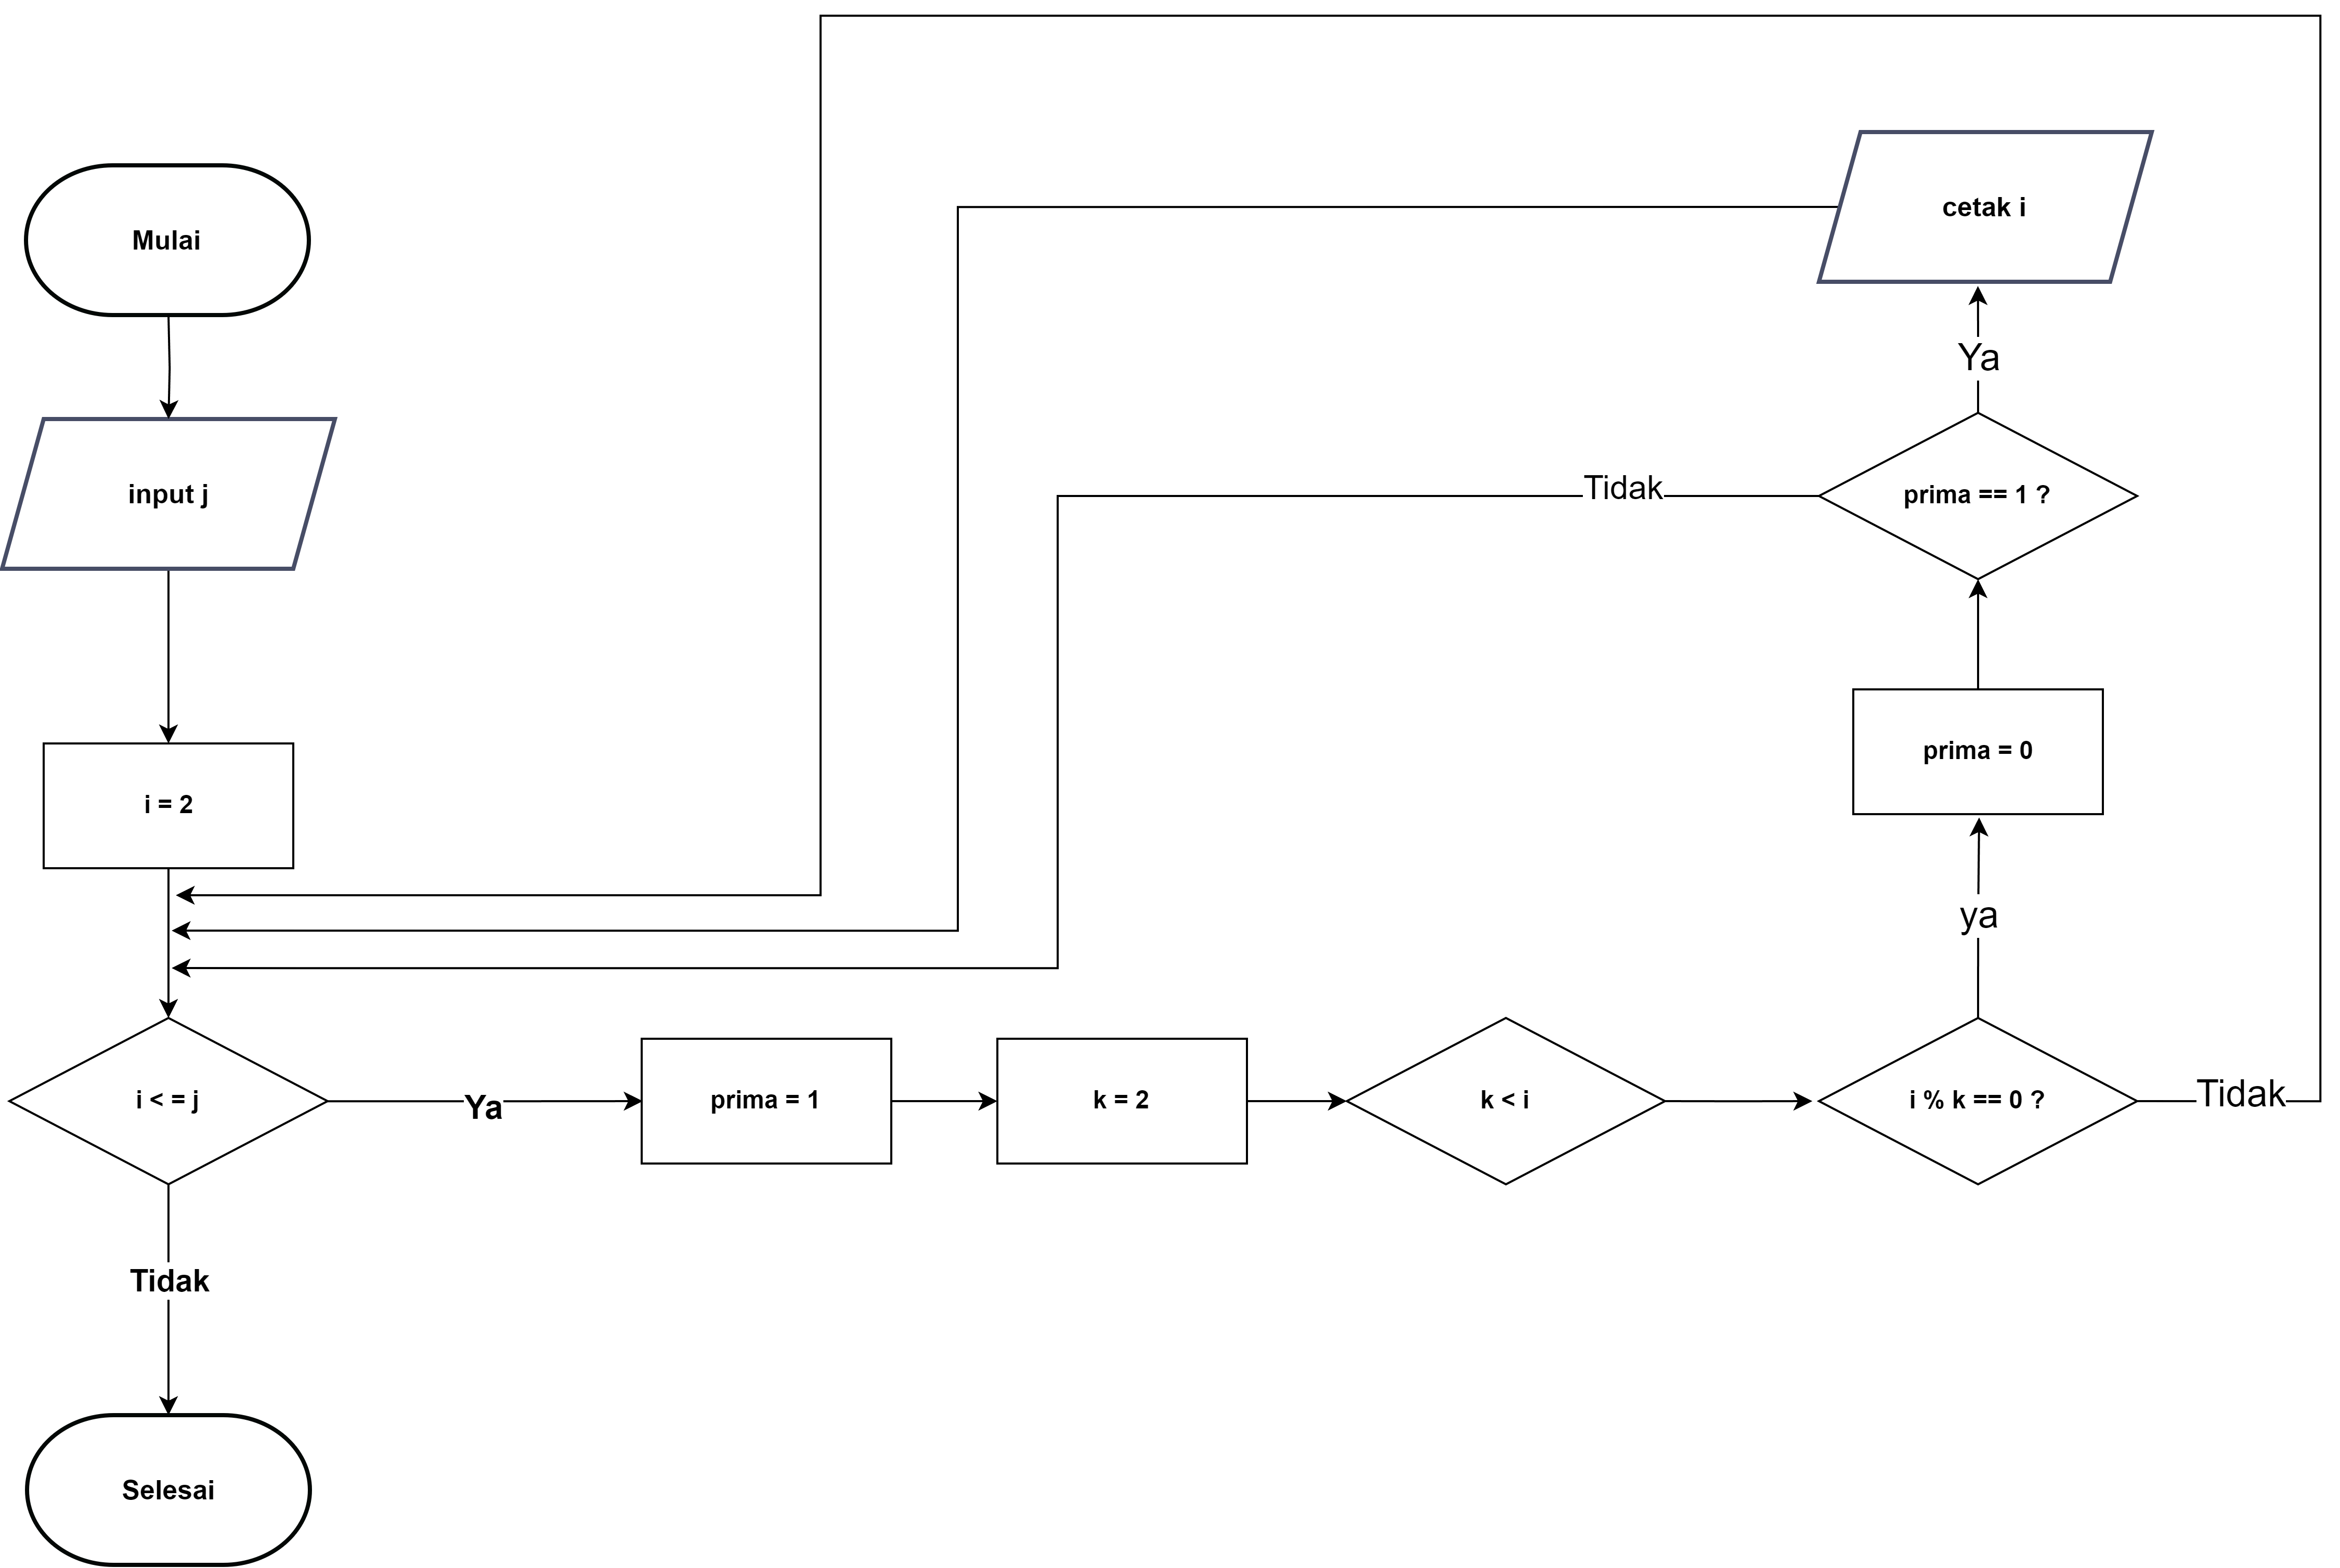 Mulai
input j
i = 2
i < = j
Ya
prima = 1
k = 2
k < i
i % k == 0 ?
Tidak
ya
prima = 0
prima == 1 ?
Tidak
Ya
cetak i
Tidak
Selesai